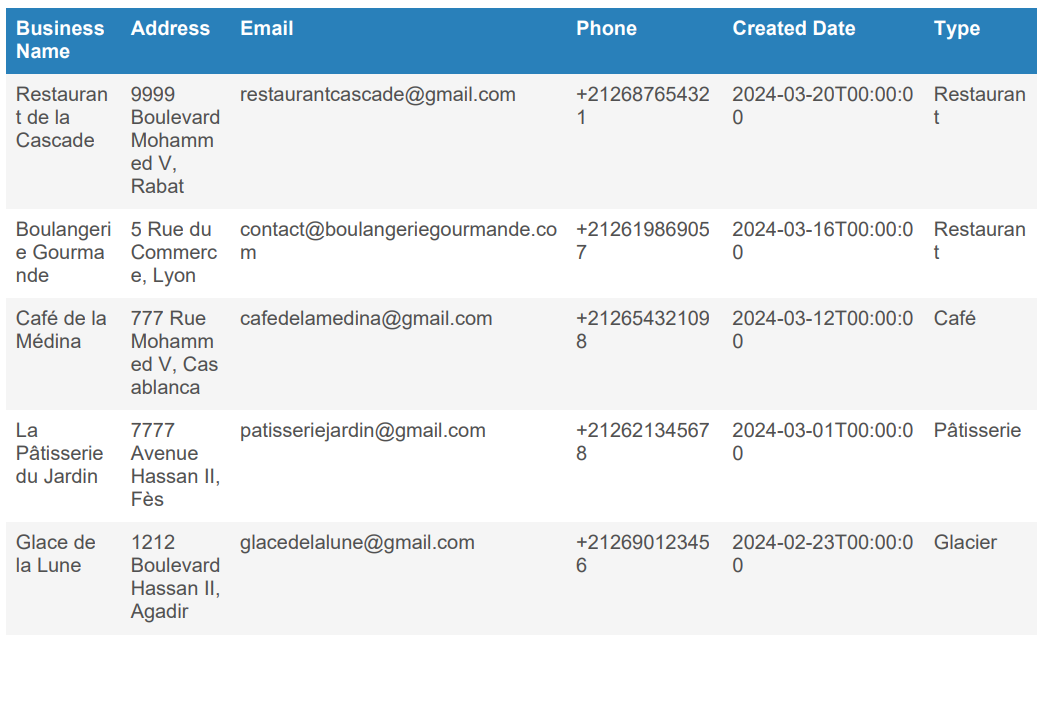 Business Name Address Email Phone Created Date Type
Restaurant de la Cascade 9999 Boulevard Mohammed V, Rabat restaurantcascade@gmail.com +212687654321 2024-03-20T00:00:00 Restaurant
Boulangerie Gourmande 5 Rue du Commerce, Lyon contact@boulangeriegourmande.com +212619869057 2024-03-16T00:00:00 Restaurant
Café de la Médina 777 Rue Mohammed V, Casablanca cafedelamedina@gmail.com +212654321098 2024-03-12T00:00:00 Café
La Pâtisserie du Jardin 7777 Avenue Hassan II, Fès patisseriejardin@gmail.com +212621345678 2024-03-01T00:00:00 Pâtisserie
Glace de la Lune 1212 Boulevard Hassan II, Agadir glacedelalune@gmail.com +212690123456 2024-02-23T00:00:00 Glacier